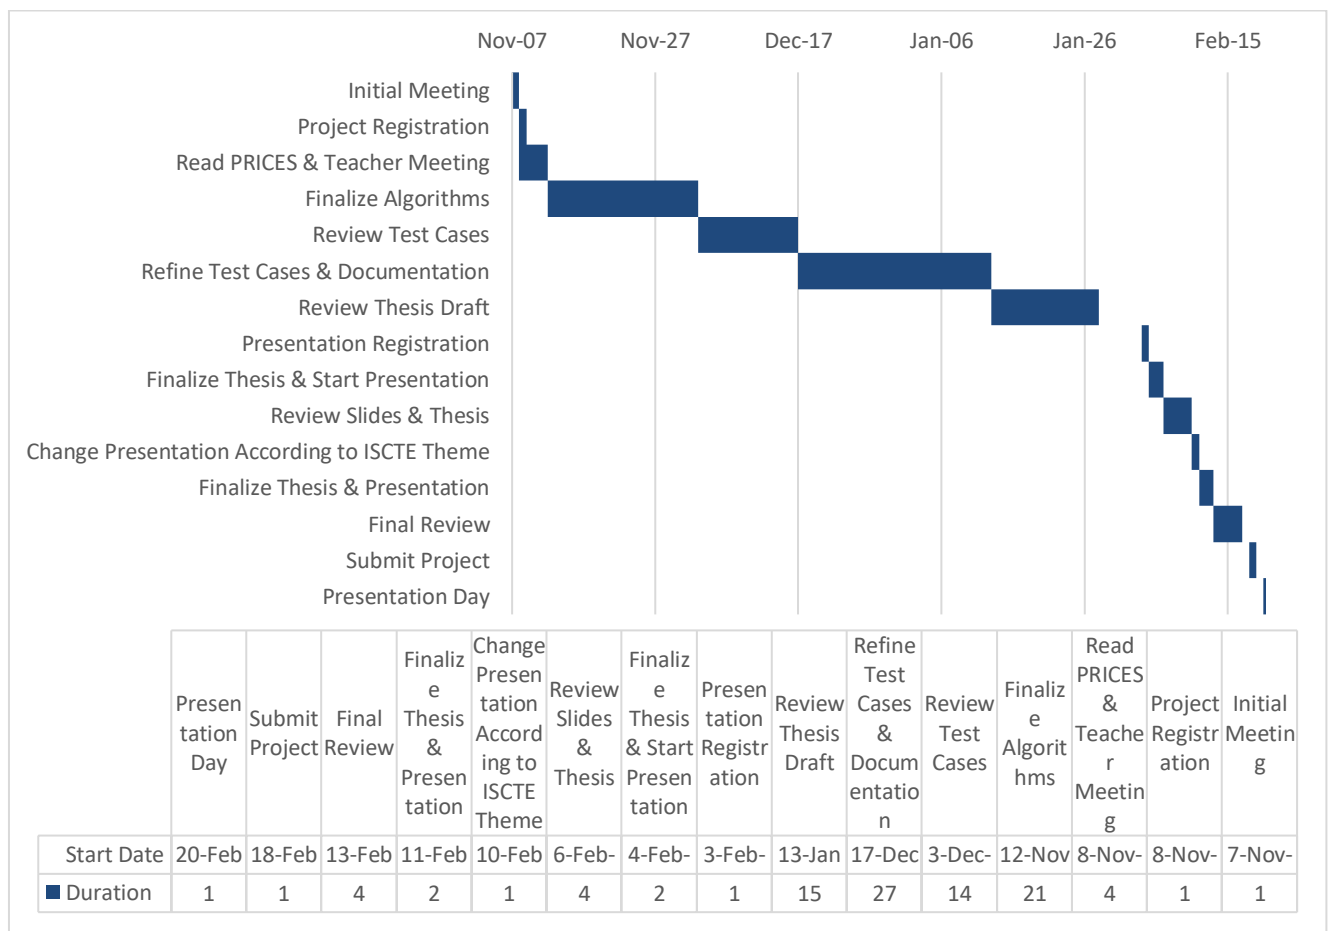 Nov-07 Nov-27 Dec-17 Jan-06 Jan-26 Feb-15
Initial Meeting
Project Registration
Read PRICES & Teacher Meeting
Finalize Algorithms
Review Test Cases
Refine Test Cases & Documentation
Review Thesis Draft
Presentation Registration
Finalize Thesis & Start Presentation
Review Slides & Thesis
Change Presentation According to ISCTE Theme
Finalize Thesis & Presentation
Final Review
Submit Project
Presentation Day
Presen
tation
Day
Submit
Project
Final
Review
Finaliz
e
Thesis
&
Presen
tation
Change
Presen
tation
Accord
ing to
ISCTE
Theme
Review
Slides
&
Thesis
Finaliz
e
Thesis
& Start
Presen
tation
Presen
tation
Registr
ation
Review
Thesis
Draft
Refine
Test
Cases
&
Docum
entatio
n
Review
Test
Cases
Finaliz
e
Algorit
hms
Read
PRICES
&
Teache
r
Meetin
g
Project
Registr
ation
Initial
Meetin
g
Start Date 20-Feb 18-Feb 13-Feb 11-Feb 10-Feb 6-Feb- 4-Feb- 3-Feb- 13-Jan 17-Dec 3-Dec- 12-Nov 8-Nov- 8-Nov- 7-Nov-
Duration 1 1 4 2 1 4 2 1 15 27 14 21 4 1 1